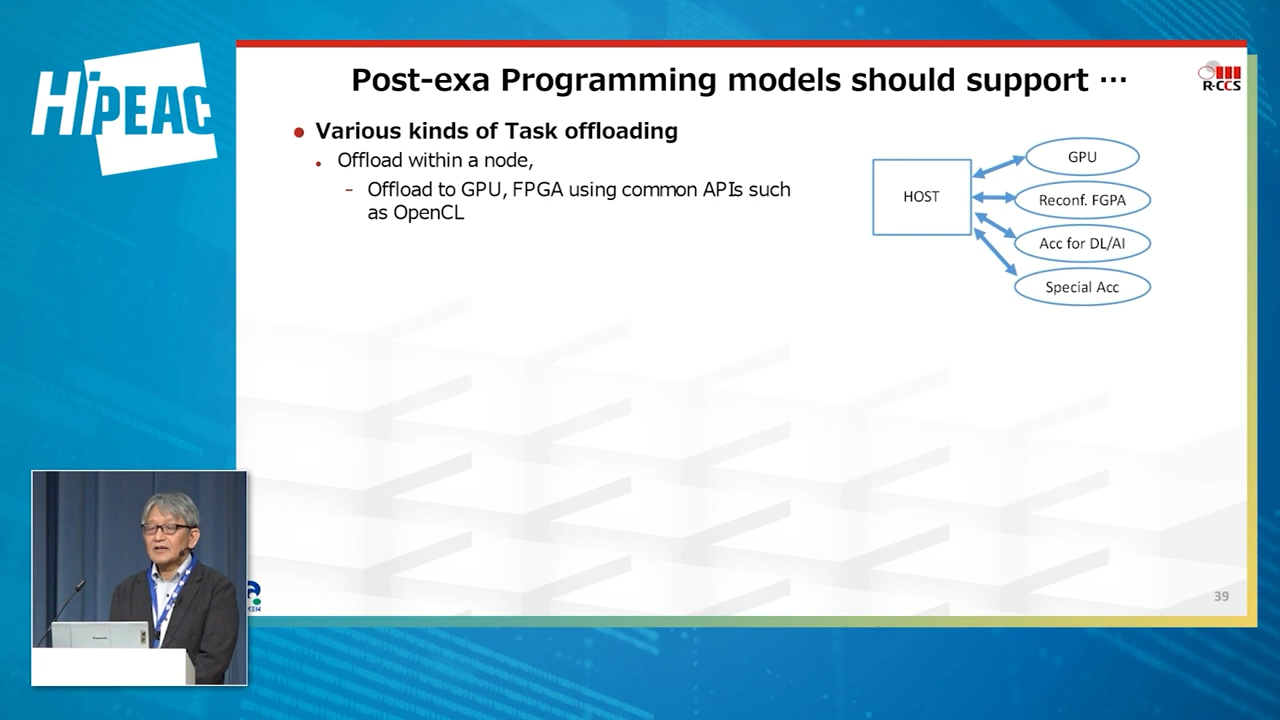 HiPEAC
Post-exa Programming models should support …
R-CCS
● Various kinds of Task offloading
• Offload within a node,
– Offload to GPU, FPGA using common APIs such
as OpenCL
HOST
GPU
Reconf. FGPA
Acc for DL/AI
Special Acc
39